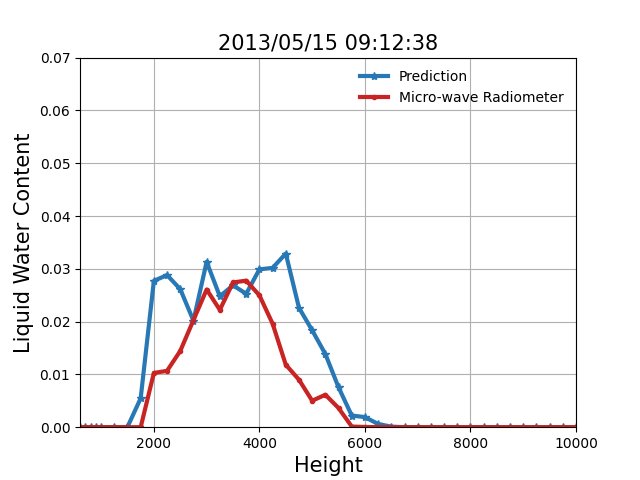 2013/05/15 09:12:38
Prediction
Micro-wave Radiometer
Liquid Water Content
0.07
0.06
0.05
0.04
0.03
0.02
0.01
0.00
2000 4000 6000 8000 10000
Height